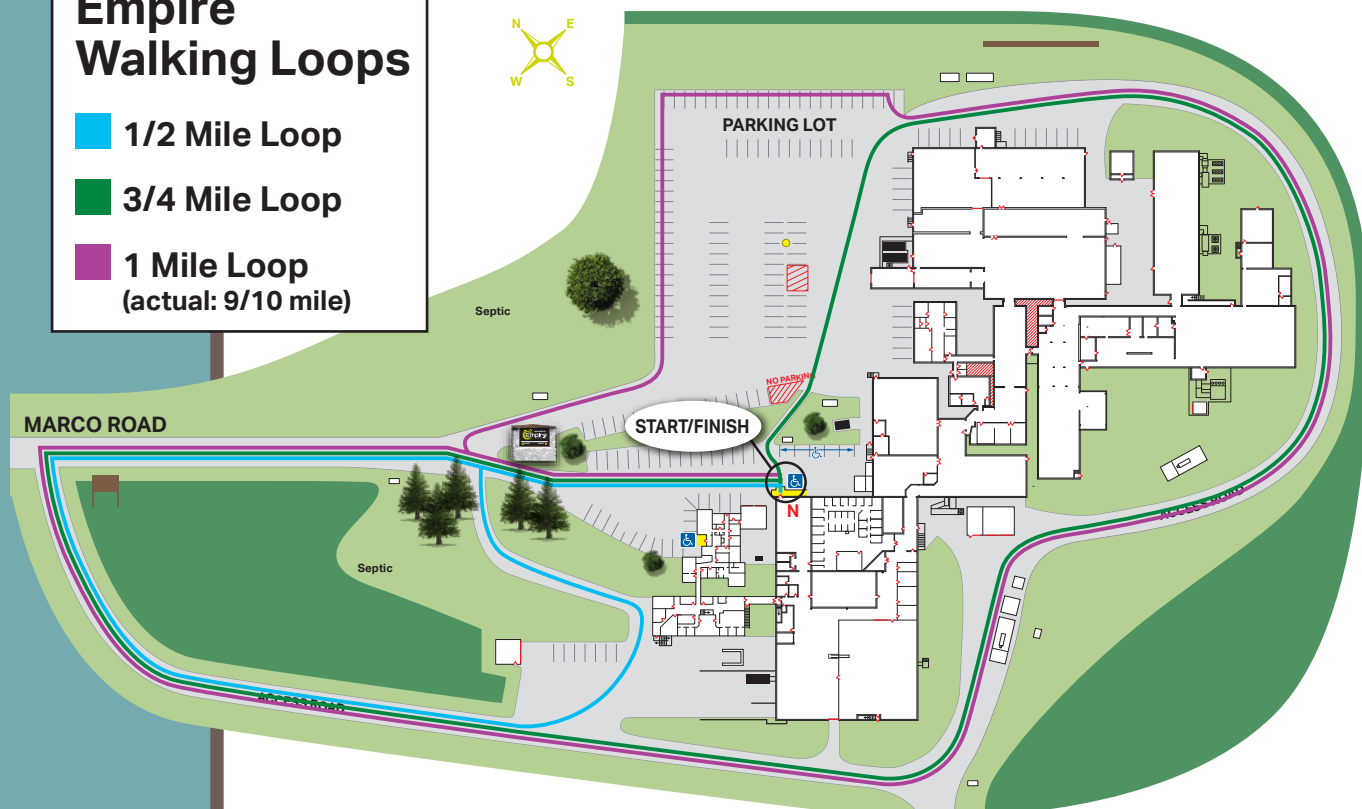 Empire
Walking Loops
1/2 Mile Loop
3/4 Mile Loop
1 Mile Loop
(actual: 9/10 mile)
N
E
W
S
PARKING LOT
Septic
NO PARKING
MARCO ROAD
START/FINISH
Empire
N
ACCESS ROAD
Septic
ACCESS ROAD